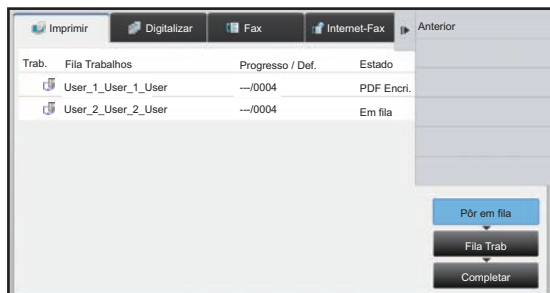 Imprimir Digitalizar Fax Internet-Fax Anterior
Trab. Fila Trabalhos Progresso / Def. Estado
User_1_User_1_User ---/0004 PDF Encri.
User_2_User_2_User ---/0004 Em fila
Pôr em fila
Fila Trab
Completar